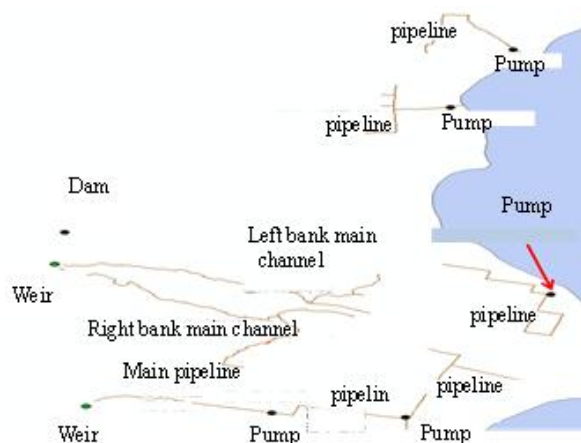 pipeline
Pump
pipeline
Pump
Dam
Pump
Left bank main
channel
Weir
pipeline
Right bank main channel
Main pipeline
pipelin
pipeline
Weir
Pump
Pump